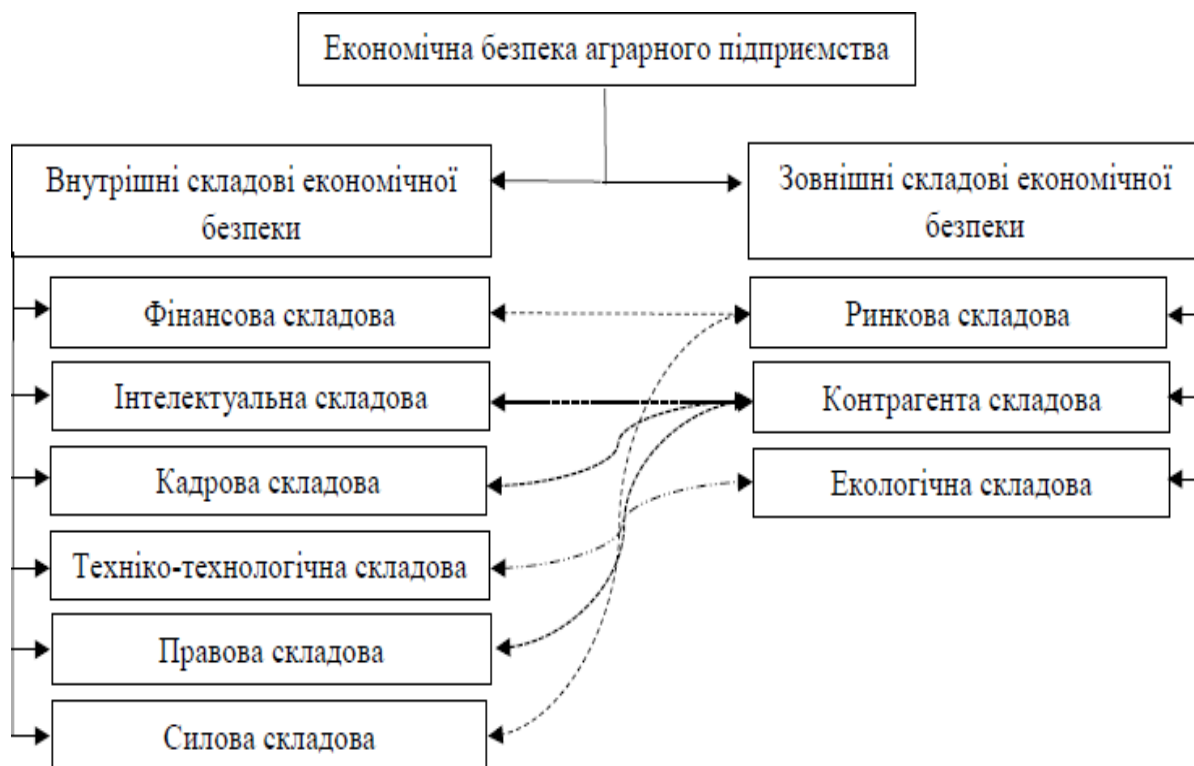 Економічна безпека аграрного підприємства
Внутрішні складові економічної
безпеки
Зовнішні складові економічної
безпеки
Фінансова складова
Ринкова складова
Інтелектуальна складова
Контрагента складова
Кадрова складова
Екологічна складова
Техніко-технологічна складова
Правова складова
Силова складова